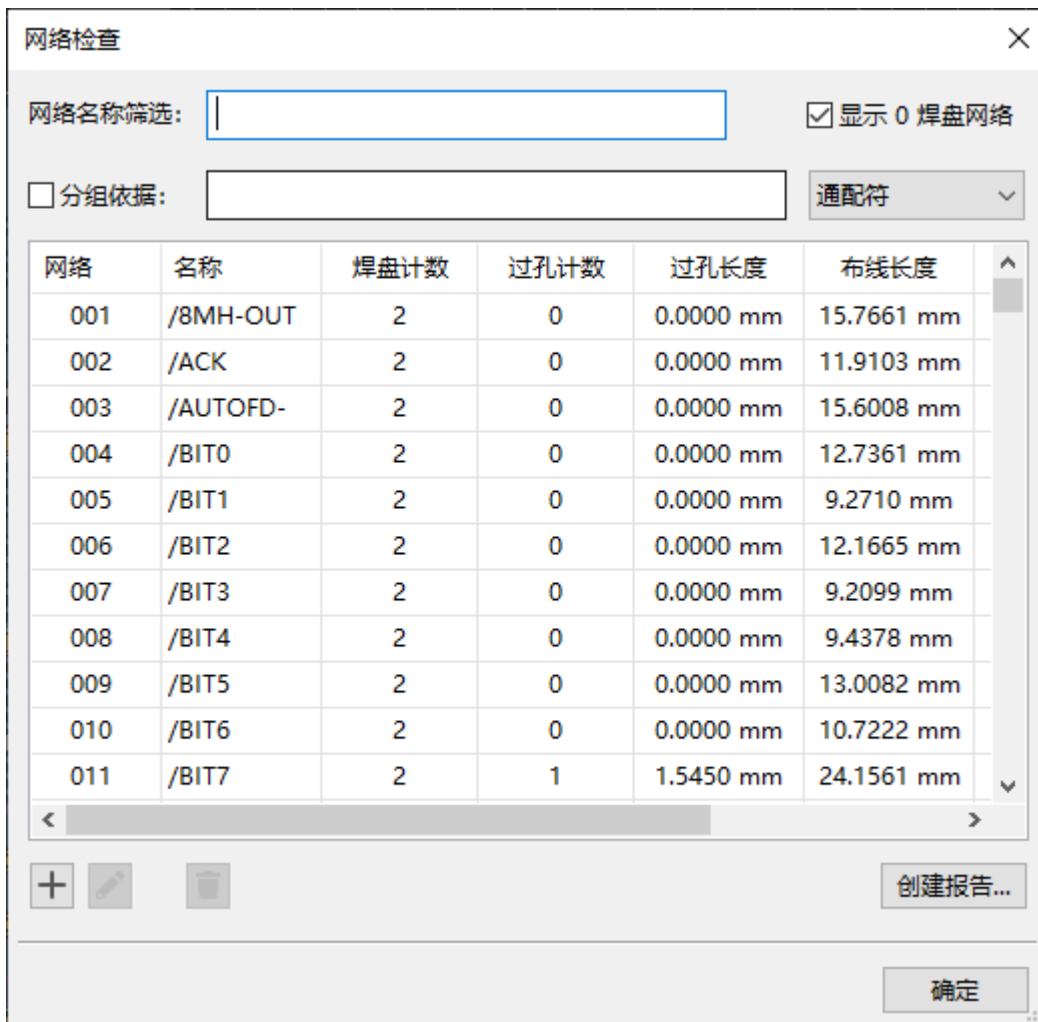 网络检查
网络名称筛选: 显示 0 焊盘网络
分组依据: 通配符
网络 名称 焊盘计数 过孔计数 过孔长度 布线长度
001 /8MH-OUT 2 0 0.0000 mm 15.7661 mm
002 /ACK 2 0 0.0000 mm 11.9103 mm
003 /AUTOFD- 2 0 0.0000 mm 15.6008 mm
004 /BIT0 2 0 0.0000 mm 12.7361 mm
005 /BIT1 2 0 0.0000 mm 9.2710 mm
006 /BIT2 2 0 0.0000 mm 12.1665 mm
007 /BIT3 2 0 0.0000 mm 9.2099 mm
008 /BIT4 2 0 0.0000 mm 9.4378 mm
009 /BIT5 2 0 0.0000 mm 13.0082 mm
010 /BIT6 2 0 0.0000 mm 10.7222 mm
011 /BIT7 2 1 1.5450 mm 24.1561 mm
创建报告...
确定